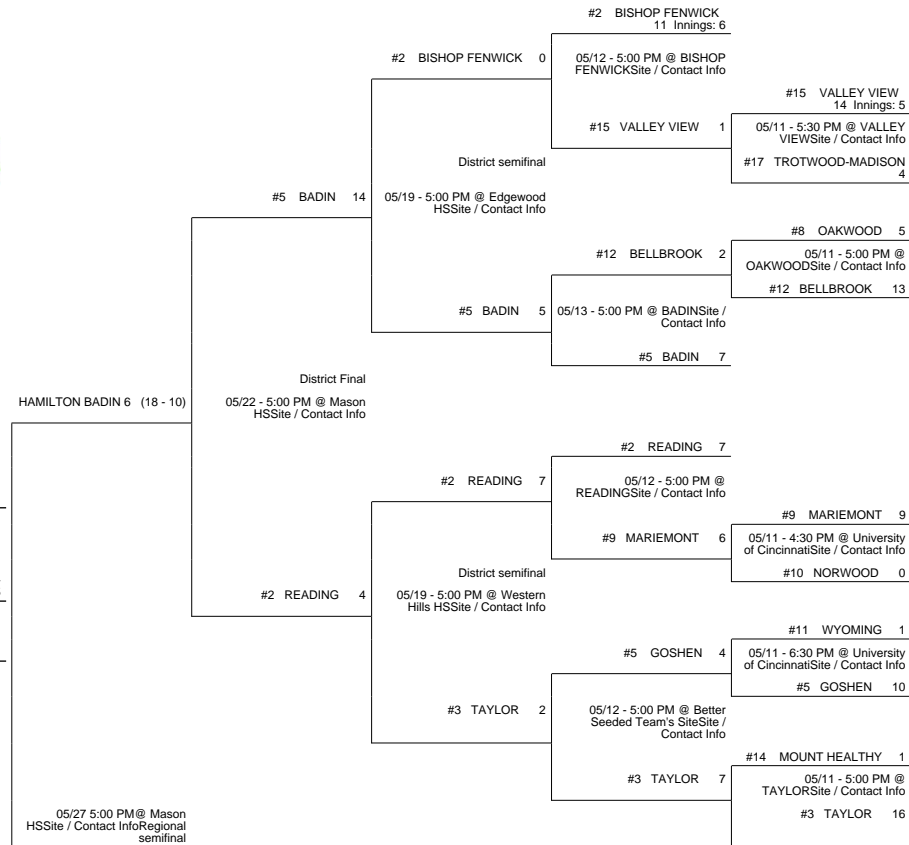 #2 BISHOP FENWICK
11 Innings: 6
#2 BISHOP FENWICK 0
05/12 - 5:00 PM @ BISHOP
FENWICKSite / Contact Info
#15 VALLEY VIEW
14 Innings: 5
#15 VALLEY VIEW 1
05/11 - 5:30 PM @ VALLEY
VIEWSite / Contact Info
District semifinal
#17 TROTWOOD-MADISON
4
#5 BADIN 14
05/19 - 5:00 PM @ Edgewood
HSSite / Contact Info
#8 OAKWOOD 5
#12 BELLBROOK 2
05/11 - 5:00 PM @
OAKWOODSite / Contact Info
#12 BELLBROOK 13
#5 BADIN 5
05/13 - 5:00 PM @ BADINSite /
Contact Info
#5 BADIN 7
District Final
HAMILTON BADIN 6 (18 - 10)
05/22 - 5:00 PM @ Mason
HSSite / Contact Info
#2 READING 7
#2 READING 7
05/12 - 5:00 PM @
READINGSite / Contact Info
#9 MARIEMONT 9
#9 MARIEMONT 6
05/11 - 4:30 PM @ University
of CincinnatiSite / Contact Info
District semifinal
#10 NORWOOD 0
#2 READING 4
05/19 - 5:00 PM @ Western
Hills HSSite / Contact Info
#11 WYOMING 1
#5 GOSHEN 4
05/11 - 6:30 PM @ University
of CincinnatiSite / Contact Info
#5 GOSHEN 10
#3 TAYLOR 2
05/12 - 5:00 PM @ Better
Seeded Team's SiteSite /
Contact Info
#14 MOUNT HEALTHY 1
#3 TAYLOR 7
05/11 - 5:00 PM @
TAYLORSite / Contact Info
#3 TAYLOR 16
05/27 5:00 PM@ Mason
HSSite / Contact InfoRegional
semifinal